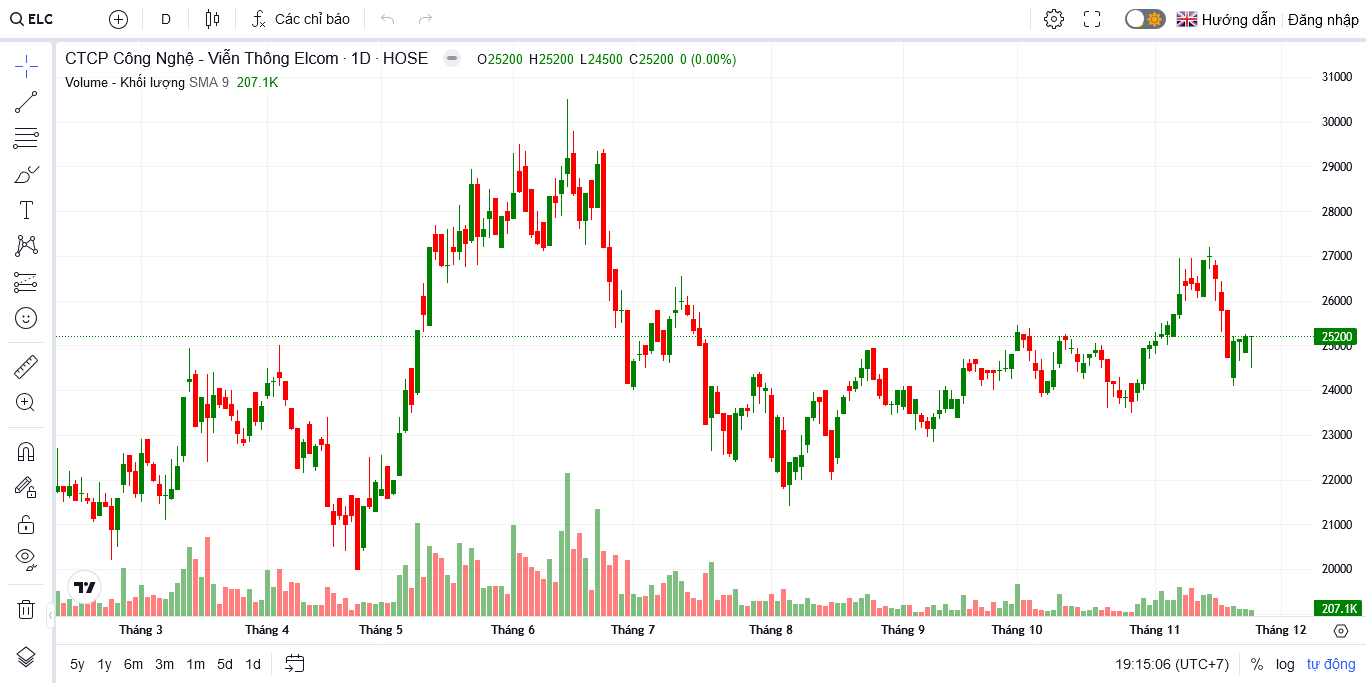 ELC D Các chỉ báo Hướng dẫn Đăng nhập
CTCP Công Nghệ - Viễn Thông Elcom · 1D · HOSE O25200 H25200 L24500 C25200 0 (0.00%)
Volume - Khối lượng SMA 9 207.1K
31000
30000
29000
28000
27000
26000
25200
25000
24000
23000
22000
21000
20000
207.1K
Tháng 3 Tháng 4 Tháng 5 Tháng 6 Tháng 7 Tháng 8 Tháng 9 Tháng 10 Tháng 11 Tháng 12
5y 1y 6m 3m 1m 5d 1d 19:15:06 (UTC+7) % log tự động